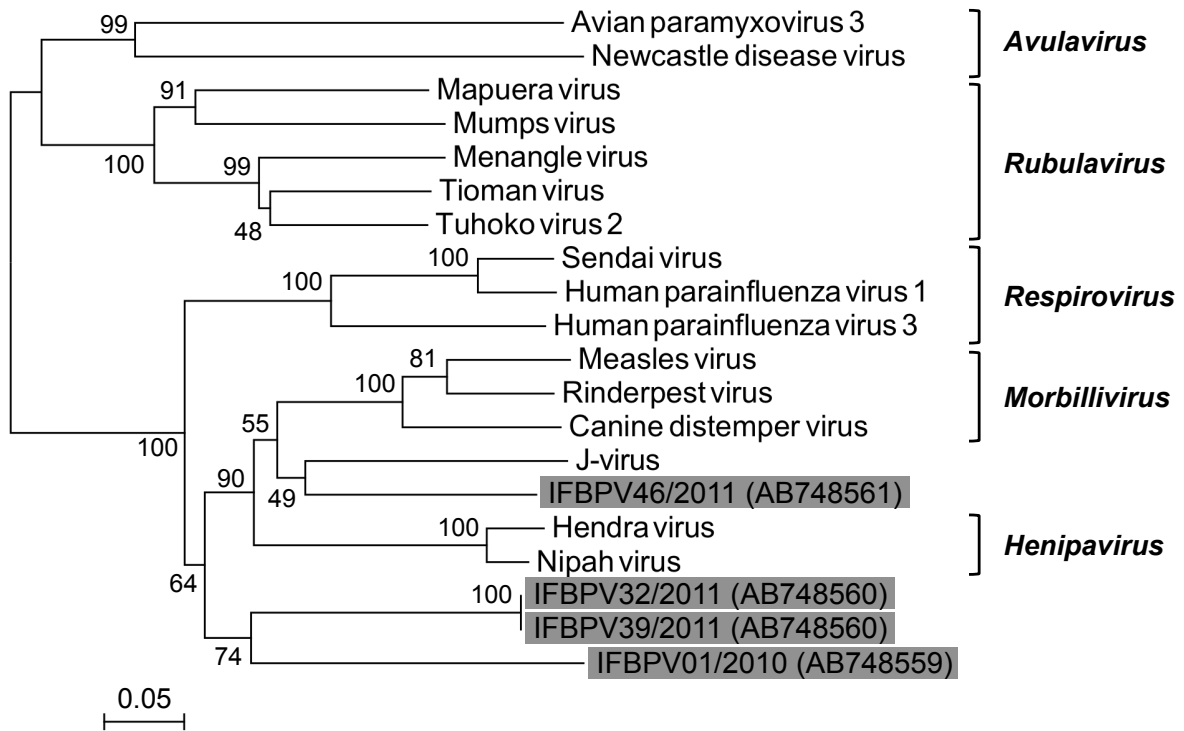 99
Avian paramyxovirus 3
Newcastle disease virus
Avulavirus
91
Mapuera virus
Mumps virus
100
99
Menangle virus
Tioman virus
48
Tuhoko virus 2
Rubulavirus
100
100
Sendai virus
Human parainfluenza virus 1
Human parainfluenza virus 3
Respirovirus
81
Measles virus
100
Rinderpest virus
Canine distemper virus
Morbillivirus
100
55
J-virus
90
49
IFBPV46/2011 (AB748561)
100
Hendra virus
Nipah virus
Henipavirus
64
100
IFBPV32/2011 (AB748560)
IFBPV39/2011 (AB748560)
74
IFBPV01/2010 (AB748559)
0.05